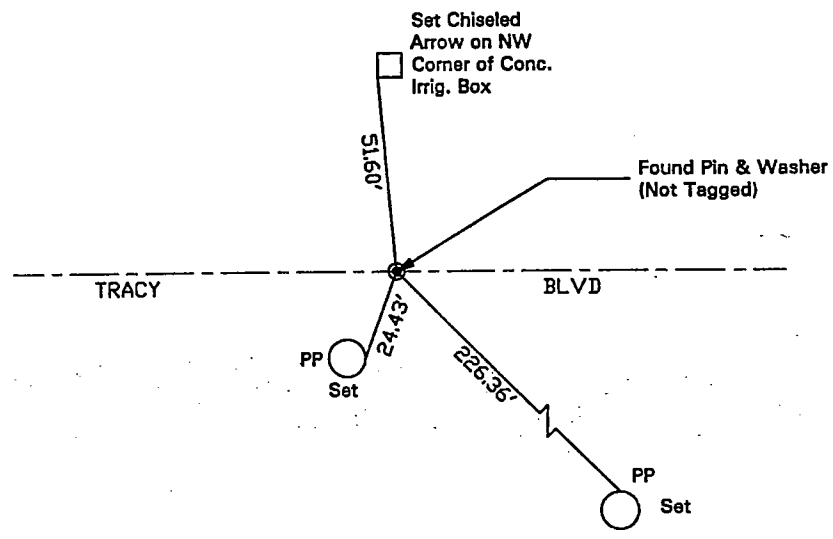 Set Chiseled
Arrow on NW
Corner of Conc.
Irrig. Box
51.60'
Found Pin & Washer
(Not Tagged)
TRACY BLVD
24.43'
226.36'
PP
Set
PP
Set